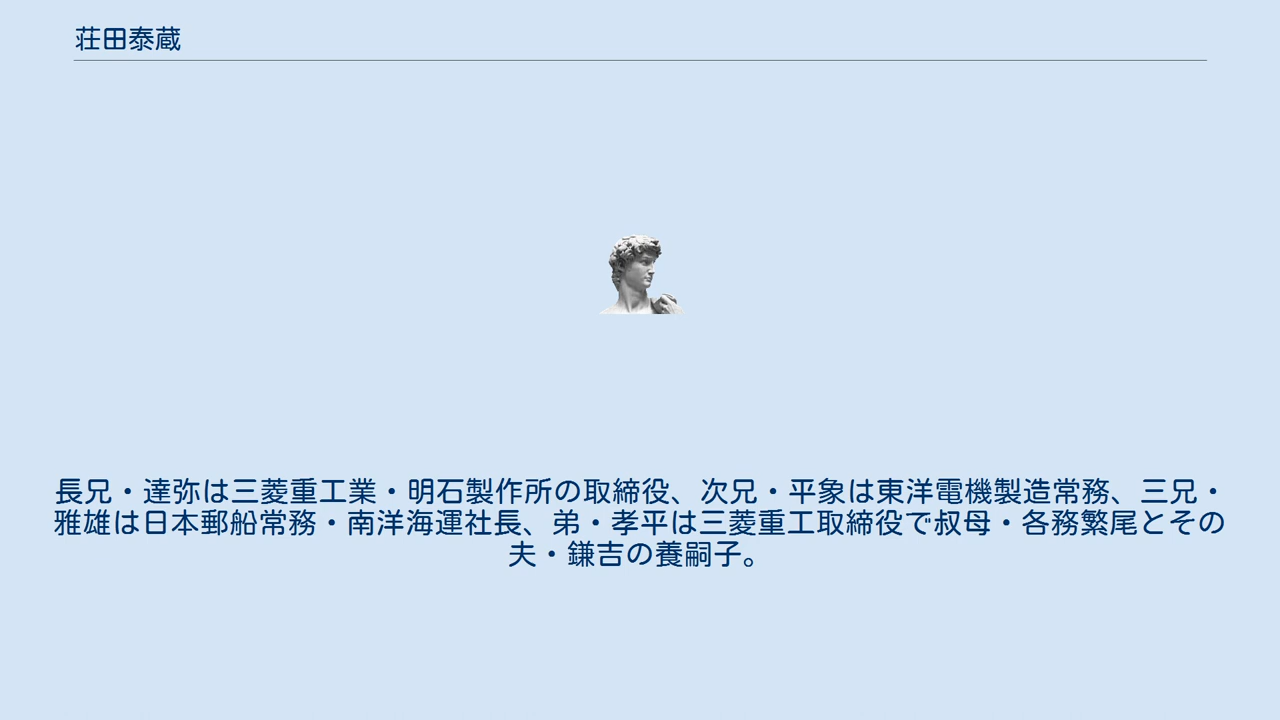 荘田泰蔵
長兄・達弥は三菱重工業・明石製作所の取締役、次兄・平象は東洋電機製造常務、三兄・
雅雄は日本郵船常務・南洋海運社長、弟・孝平は三菱重工取締役で叔母・各務繁尾とその
夫・鎌吉の養嗣子。